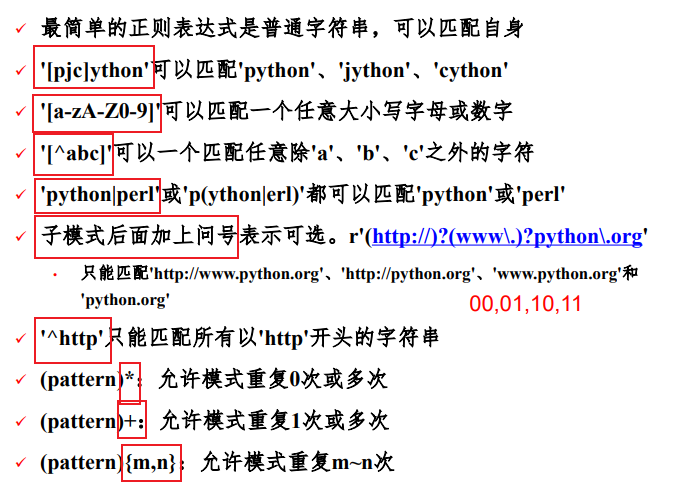 最简单的正则表达式是普通字符串，可以匹配自身
'[pjc]ython'可以匹配'python'、'jython'、'cython'
'[a-zA-Z0-9]'可以匹配一个任意大小写字母或数字
'[^abc]'可以一个匹配任意除'a'、'b'、'c'之外的字符
'python|perl'或'p(ython|erl)'都可以匹配'python'或'perl'
子模式后面加上问号表示可选。r'(http://)?(www\.)?python\.org'
只能匹配'http://www.python.org'、'http://python.org'、'www.python.org'和
'python.org'
00,01,10,11
'^http'只能匹配所有以'http'开头的字符串
(pattern)*：允许模式重复0次或多次
(pattern)+：允许模式重复1次或多次
(pattern){m,n}：允许模式重复m~n次